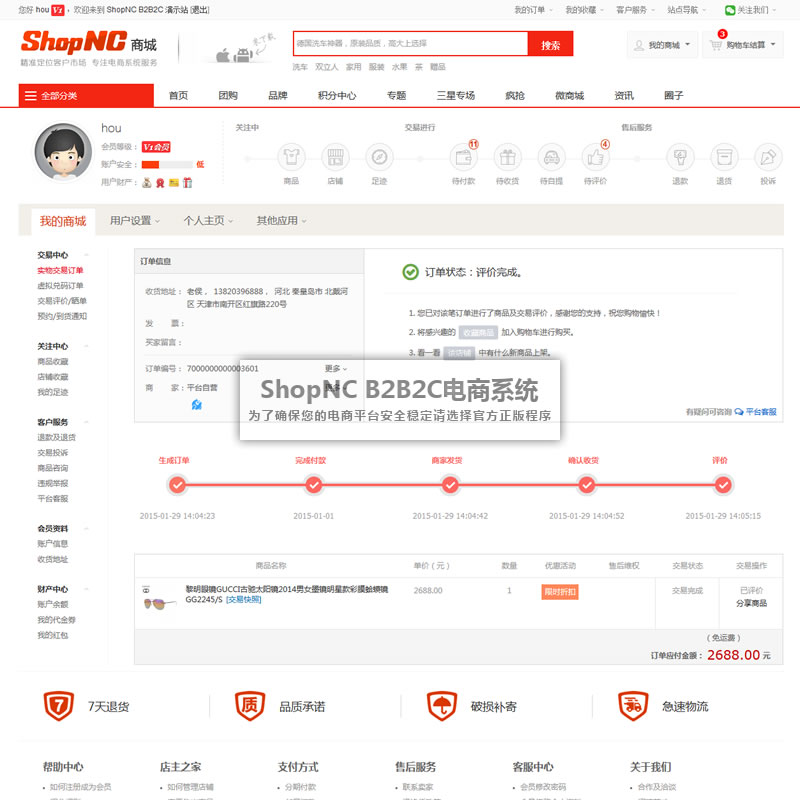 您好 hou V1 ，欢迎来到 ShopNC B2B2C 演示站 [退出]
我的订单 我的收藏 客户服务 站点导航 关注我们
ShopNC 商城
精准定位客户市场 专注电商系统服务
德国洗车神器，原装品质，高大上选择 搜索
我的商城 购物车结算 3
洗车 双立人 家用 服装 水果 茶 赠品
全部分类 首页 团购 品牌 积分中心 专题 三星专场 疯抢 微商城 资讯 圈子
hou
会员等级： V1会员
账户安全： 低
用户财产：
关注中 交易进行 售后服务
11 4
商品 店铺 足迹 待付款 待收货 待自提 待评价 退款 退货 投诉
我的商城 用户设置 个人主页 其他应用
交易中心
实物交易订单
虚拟兑码订单
交易评价/晒单
预约/到货通知
关注中心
商品收藏
店铺收藏
我的足迹
客户服务
退款及退货
交易投诉
商品咨询
违规举报
平台客服
会员资料
账户信息
收货地址
财产中心
账户余额
我的代金券
我的红包
订单信息
收货地址： 老侯， 13820396888， 河北 秦皇岛市 北戴河
区 天津市南开区红旗路220号
发 票：
买家留言：
订单编号： 7000000000003601 更多
商 家： 平台自营 更多
订单状态：评价完成。
1. 您已对该笔订单进行了商品及交易评价，感谢您的支持，祝您购物愉快！
2. 将感兴趣的 收藏商品 加入购物车进行购买。
3. 看一看 该店铺 中有什么新商品上架。
有疑问可咨询 平台客服
ShopNC B2B2C电商系统
为了确保您的电商平台安全稳定请选择官方正版程序
生成订单 完成付款 商家发货 确认收货 评价
2015-01-29 14:04:23 2015-01-01 2015-01-29 14:04:42 2015-01-29 14:04:52 2015-01-29 14:05:15
商品名称 单价（元） 数量 优惠活动 售后维权 交易状态 交易操作
黎明眼镜GUCCI古驰太阳镜2014男女墨镜明星款彩膜蛤蟆镜
GG2245/S [交易快照]
2688.00 1 限时折扣 交易完成 已评价
分享商品
（免运费）
订单应付金额： 2688.00 元
7 7天退货 质 品质承诺 破损补寄 急速物流
帮助中心 店主之家 支付方式 售后服务 客服中心 关于我们
如何注册成为会员 如何管理店铺 分期付款 联系卖家 会员修改密码 合作及洽谈